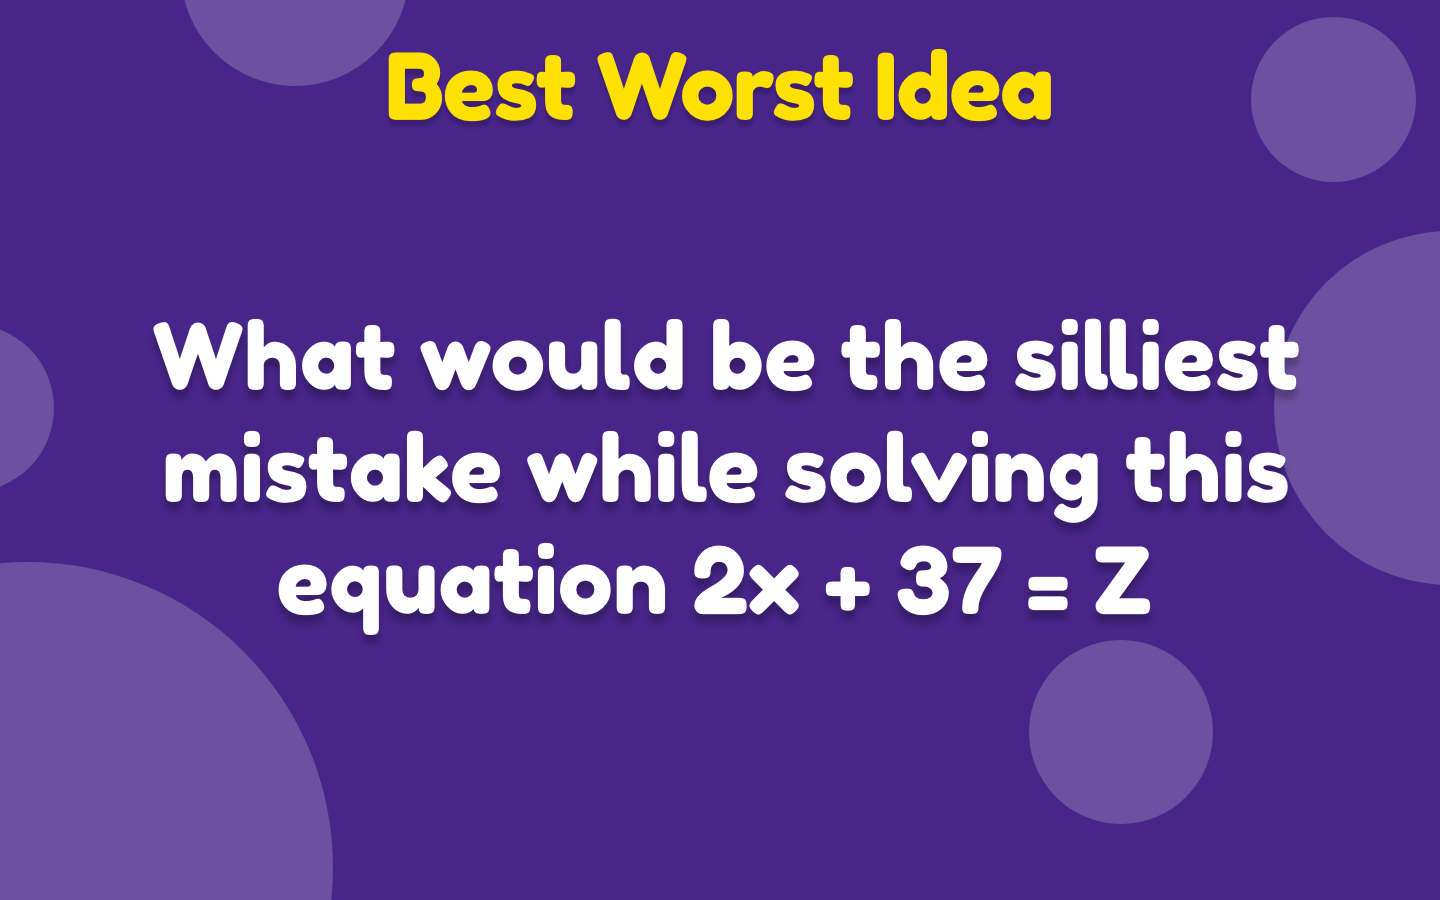 Best Worst Idea
What would be the silliest
mistake while solving this
equation 2x + 37 = Z